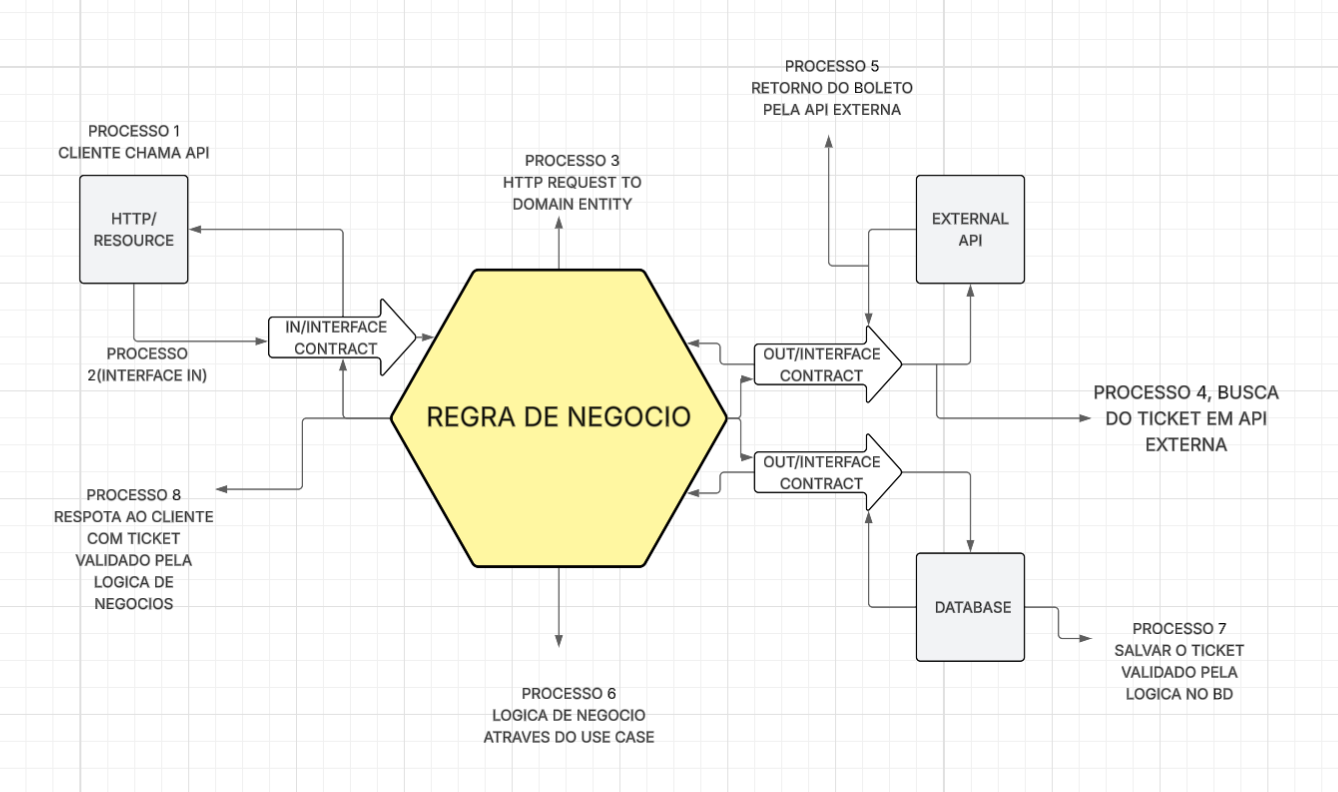 PROCESSO 1
CLIENTE CHAMA API
HTTP/
RESOURCE
IN/INTERFACE
CONTRACT
PROCESSO
2(INTERFACE IN)
PROCESSO 3
HTTP REQUEST TO
DOMAIN ENTITY
REGRA DE NEGOCIO
PROCESSO 5
RETORNO DO BOLETO
PELA API EXTERNA
EXTERNAL
API
OUT/INTERFACE
CONTRACT
PROCESSO 4, BUSCA
DO TICKET EM API
EXTERNA
OUT/INTERFACE
CONTRACT
DATABASE
PROCESSO 7
SALVAR O TICKET
VALIDADO PELA
LOGICA NO BD
PROCESSO 8
RESPOTA AO CLIENTE
COM TICKET
VALIDADO PELA
LOGICA DE
NEGOCIOS
PROCESSO 6
LOGICA DE NEGOCIO
ATRAVES DO USE CASE